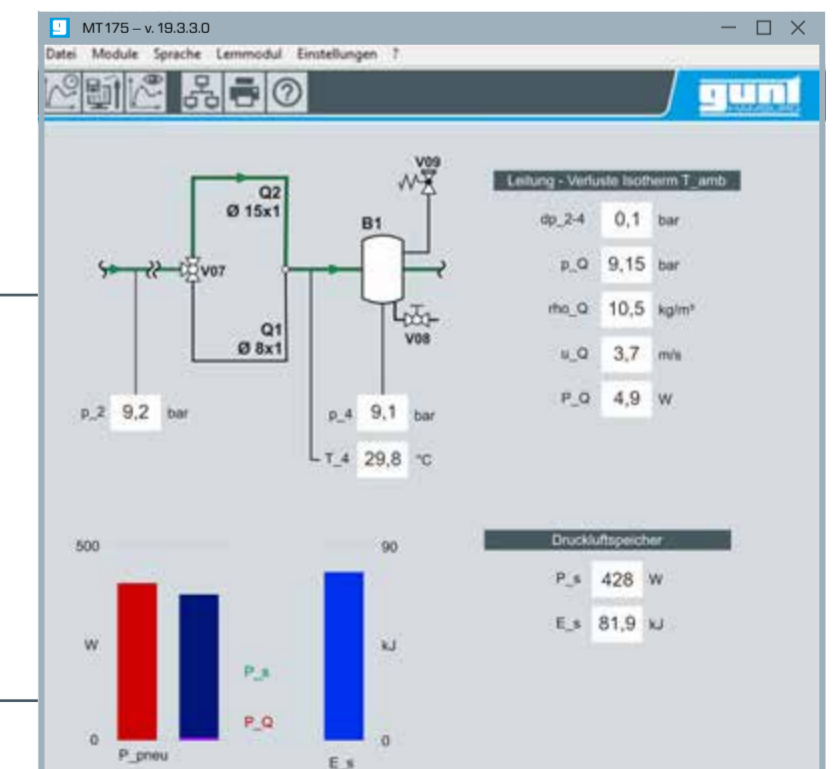 MT175 – v. 19.3.3.0
Datei Module Sprache Lernmodul Einstellungen ?
gunt
HAMBURG
V09
Q2
Ø 15x1
B1
V07
Q1
Ø 8x1
V08
p_2 9,2 bar
p_4 9,1 bar
T_4 29,8 °C
Leitung - Verluste Isotherm T_amb
dp_2-4 0,1 bar
p_Q 9,15 bar
rho_Q 10,5 kg/m³
u_Q 3,7 m/s
P_Q 4,9 W
500
W
0
P_pneu
P_s
P_Q
90
kJ
0
E_s
Druckluftspeicher
P_s 428 W
E_s 81,9 kJ